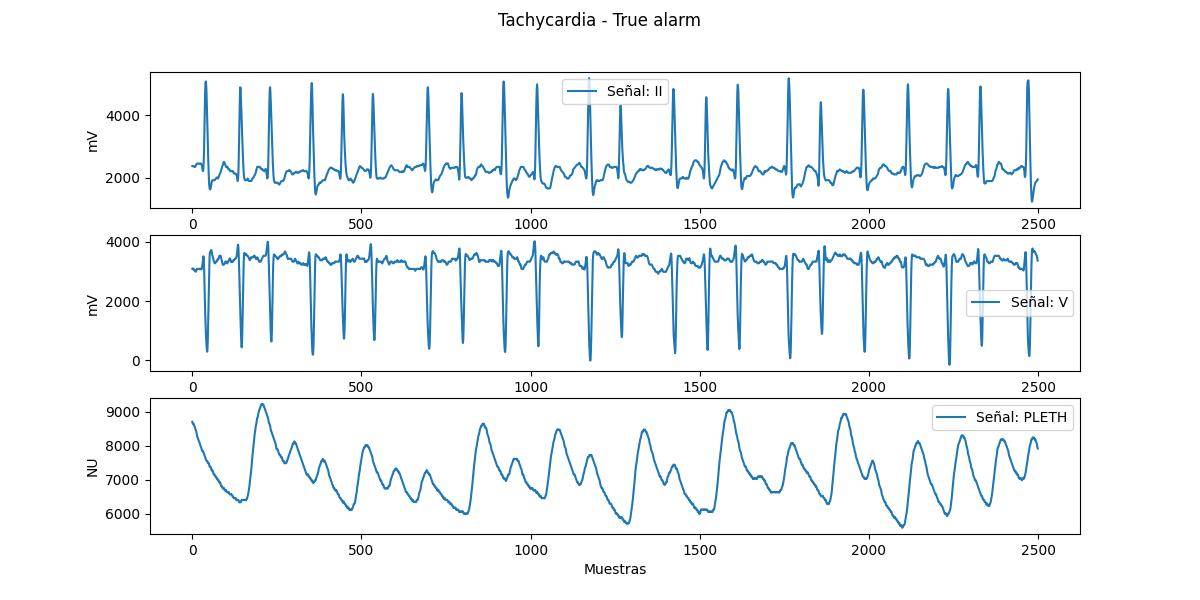 Tachycardia - True alarm
Señal: II
mV
4000
2000
0 500 1000 1500 2000 2500
Señal: V
mV
4000
2000
0
0 500 1000 1500 2000 2500
Señal: PLETH
NU
9000
8000
7000
6000
0 500 1000 1500 2000 2500
Muestras